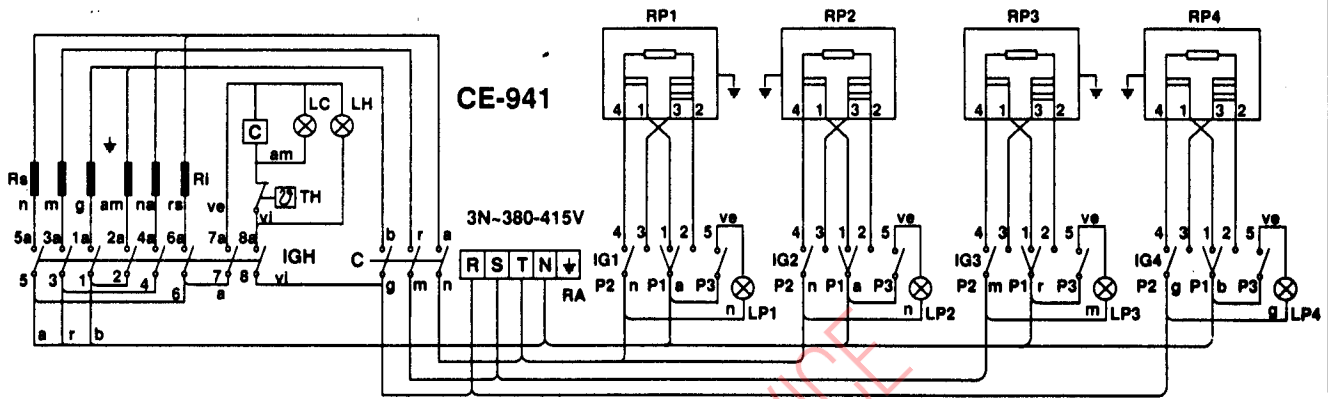 RP1 RP2 RP3 RP4
LC LH
CE-941
C
4 1 3 2 4 1 3 2 4 1 3 2 4 1 3 2
am
Rs Ri
TH
n m g am na rs ve vi
3N~380-415V
5a 3a 1a 2a 4a 6a 7a 8a
b r a
4 3 1 2 5 ve 4 3 1 2 5 ve 4 3 1 2 5 ve 4 3 1 2 5 ve
IGH C
R S T N
RA
IG1 IG2 IG3 IG4
5 3 1 2 4 6 7 8
a vi g m n
P2 n P1 a P3 n LP1
P2 n P1 a P3 n LP2
P2 m P1 r P3 m LP3
P2 g P1 b P3 g LP4
a r b
VICE